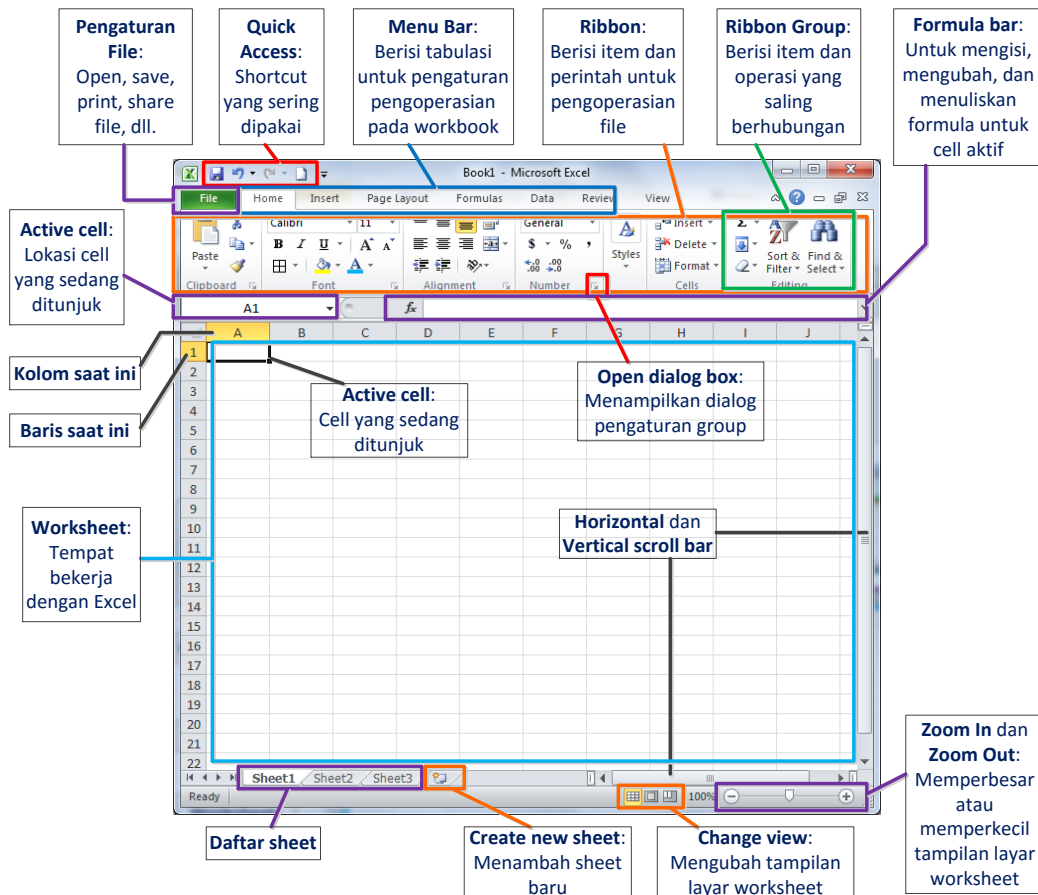 Pengaturan
File:
Open, save,
print, share
file, dll.
Quick
Access:
Shortcut
yang sering
dipakai
Menu Bar:
Berisi tabulasi
untuk pengaturan
pengoperasian
pada workbook
Ribbon:
Berisi item dan
perintah untuk
pengoperasian
file
Ribbon Group:
Berisi item dan
operasi yang
saling
berhubungan
Formula bar:
Untuk mengisi,
mengubah, dan
menuliskan
formula untuk
cell aktif
Book1 - Microsoft Excel
File Home Insert Page Layout Formulas Data Review View
Active cell:
Lokasi cell
yang sedang
ditunjuk
Paste
Calibri 11
B I U A A
A
General
$ % ,
Styles
Insert
Delete
Format
Σ
Sort & Find &
Filter Select
Clipboard Font Alignment Number Cells Editing
A1 fx
A B C D E F G H I J
1
2
3
4
5
6
7
8
9
10
11
12
13
14
15
16
17
18
19
20
21
22
Kolom saat ini
Baris saat ini
Active cell:
Cell yang sedang
ditunjuk
Open dialog box:
Menampilkan dialog
pengaturan group
Worksheet:
Tempat
bekerja
dengan Excel
Horizontal dan
Vertical scroll bar
Sheet1 Sheet2 Sheet3
Ready 100%
Daftar sheet
Create new sheet:
Menambah sheet
baru
Change view:
Mengubah tampilan
layar worksheet
Zoom In dan
Zoom Out:
Memperbesar
atau
memperkecil
tampilan layar
worksheet